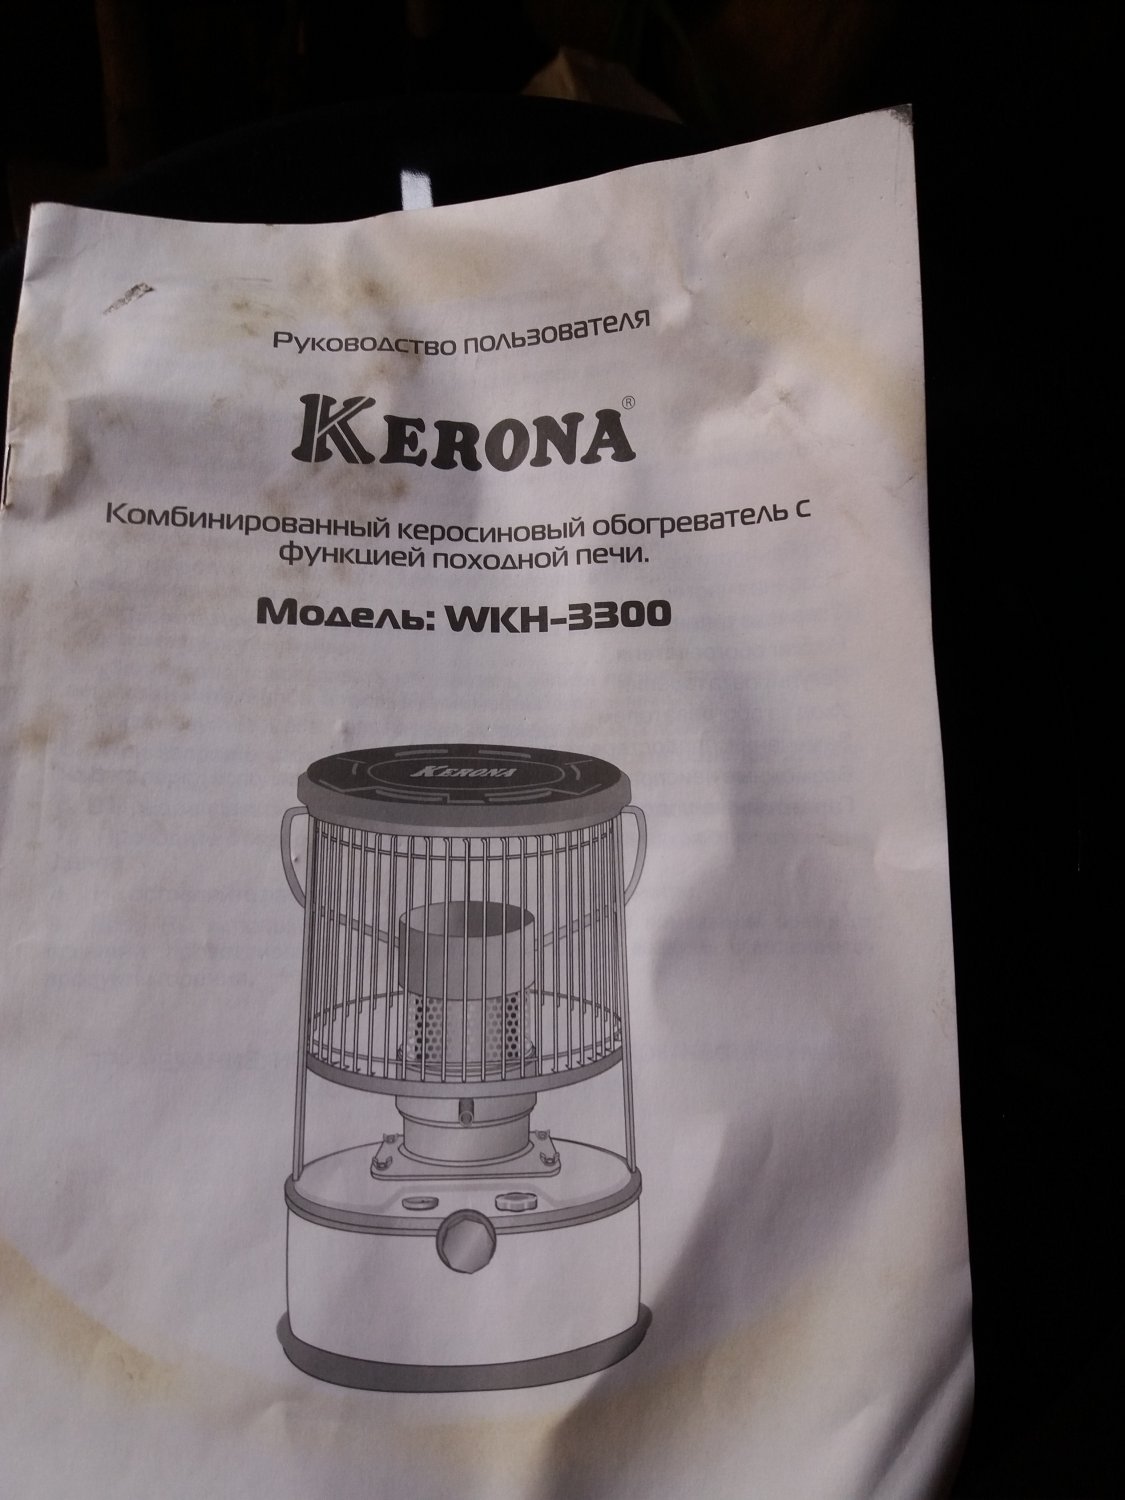 Руководство пользователя
KERONA®
Комбинированный керосиновый обогреватель с
функцией походной печи.
Модель: WKH-3300
KERONA